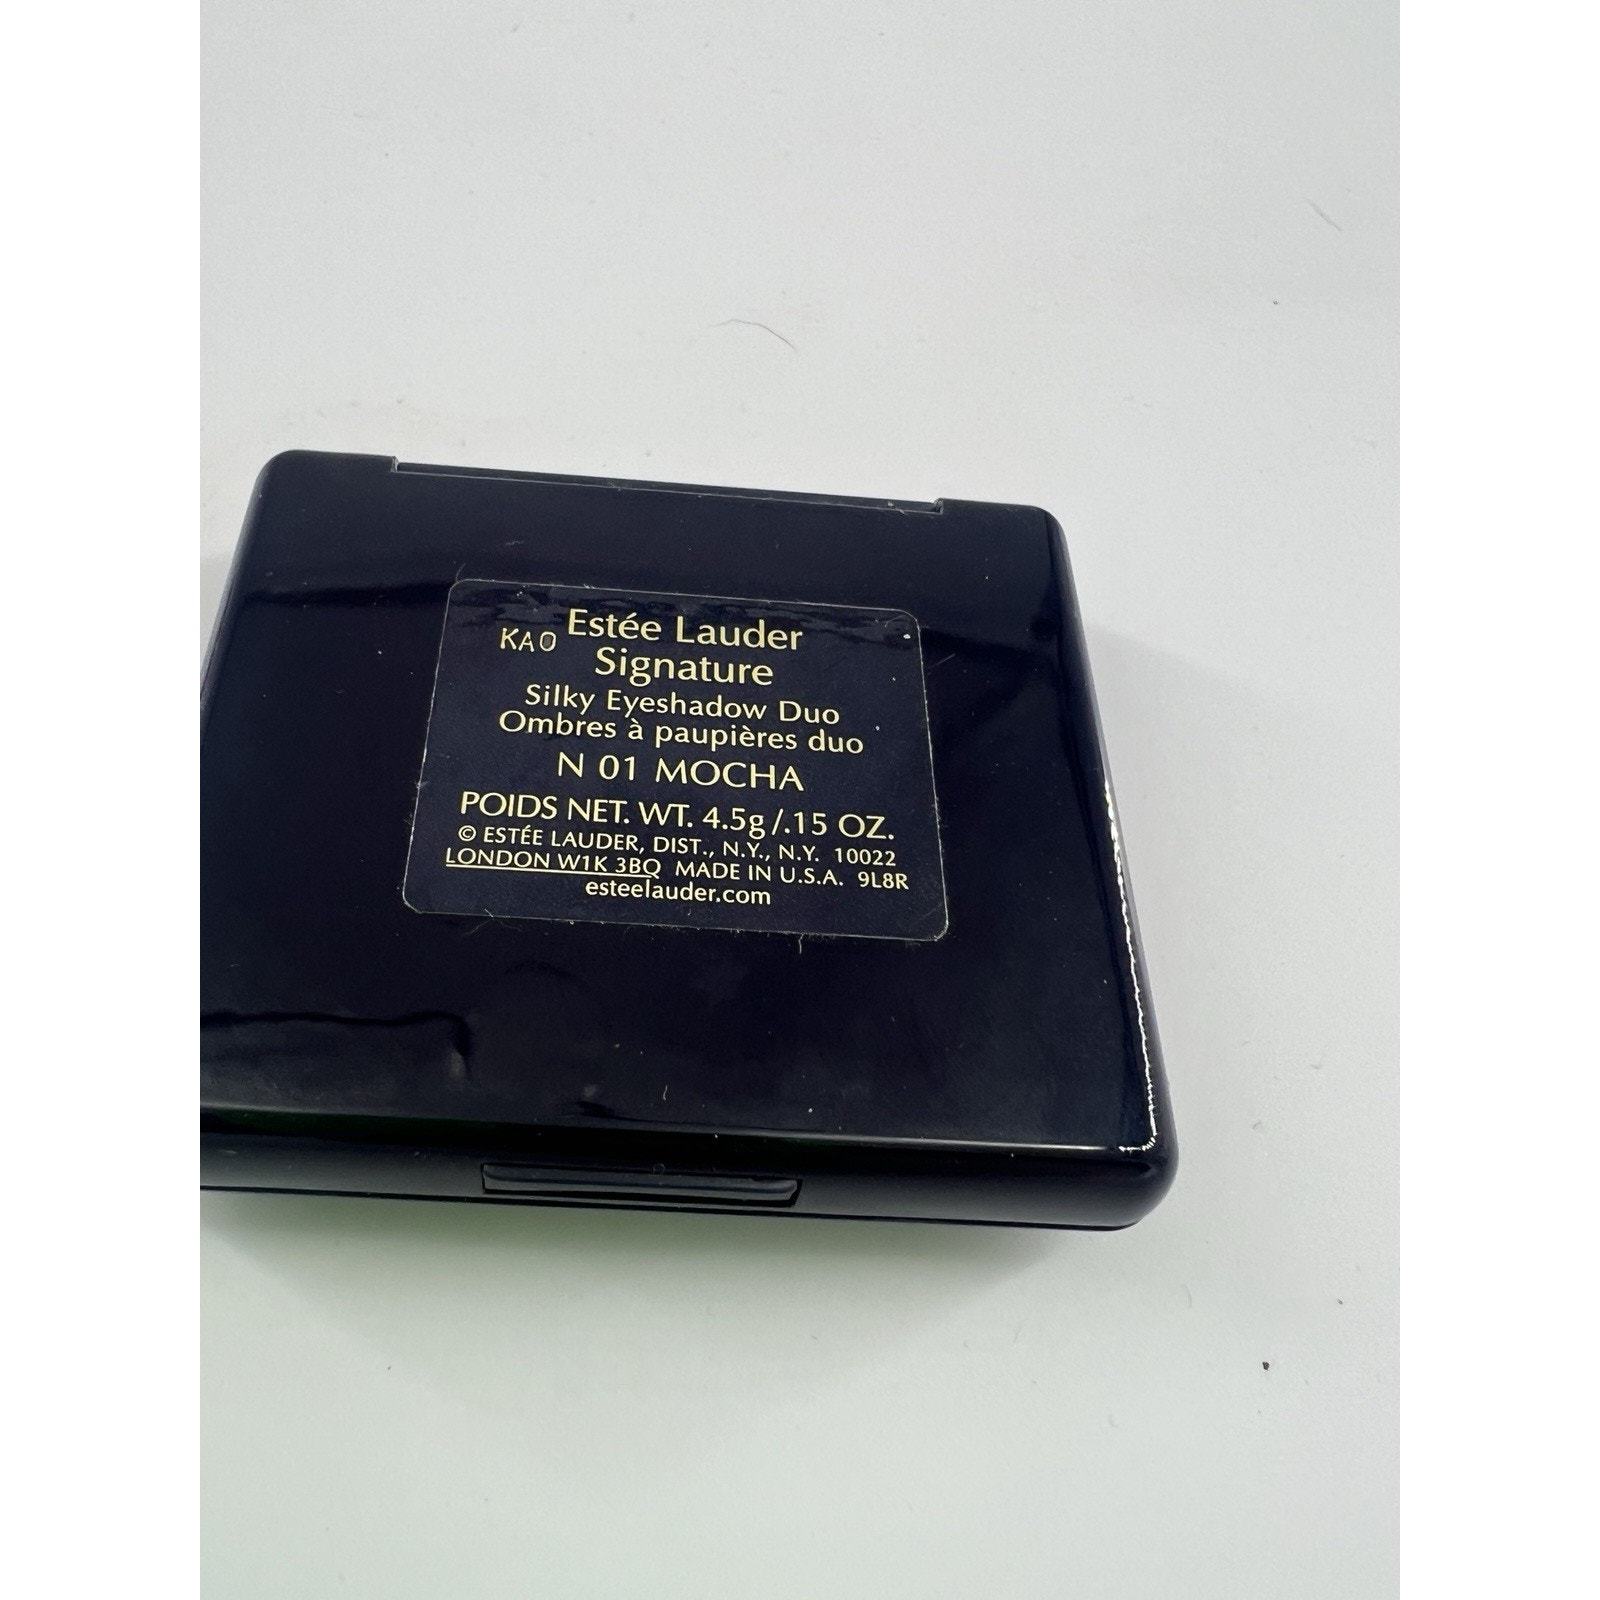 KAO Estée Lauder
Signature
Silky Eyeshadow Duo
Ombres à paupières duo
N 01 MOCHA
POIDS NET. WT. 4.5g/.15 OZ.
© ESTÉE LAUDER, DIST., N.Y., N.Y. 10022
LONDON W1K 3BQ MADE IN U.S.A. 9L8R
esteelauder.com